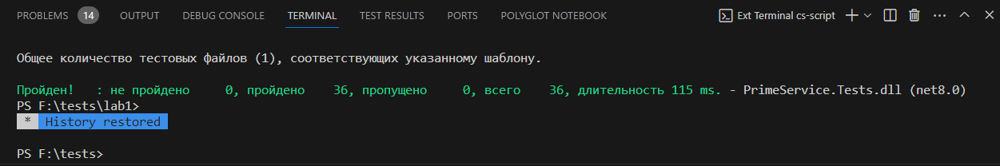 PROBLEMS 14 OUTPUT DEBUG CONSOLE TERMINAL TEST RESULTS PORTS POLYGLOT NOTEBOOK Ext Terminal cs-script
Общее количество тестовых файлов (1), соответствующих указанному шаблону.
Пройден!   : не пройдено     0, пройдено    36, пропущено     0, всего    36, длительность 115 ms. - PrimeService.Tests.dll (net8.0)
PS F:\tests\lab1>
* History restored
PS F:\tests>